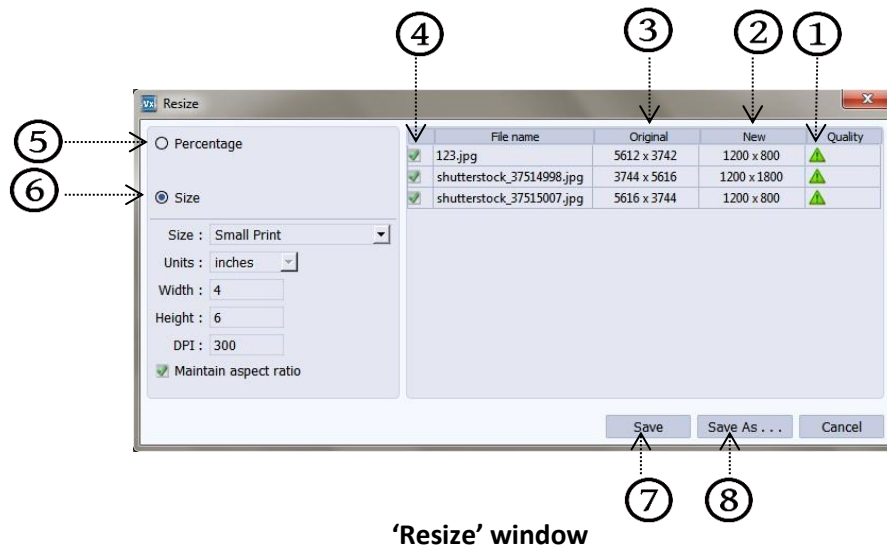 4 3 2 1
Vx Resize X
5 Percentage
6 Size
Size : Small Print
Units : inches
Width : 4
Height : 6
DPI : 300
Maintain aspect ratio
File name Original New Quality
123.jpg 5612 x 3742 1200 x 800
shutterstock_37514998.jpg 3744 x 5616 1200 x 1800
shutterstock_37515007.jpg 5616 x 3744 1200 x 800
Save Save As . . . Cancel
7 8
‘Resize’ window